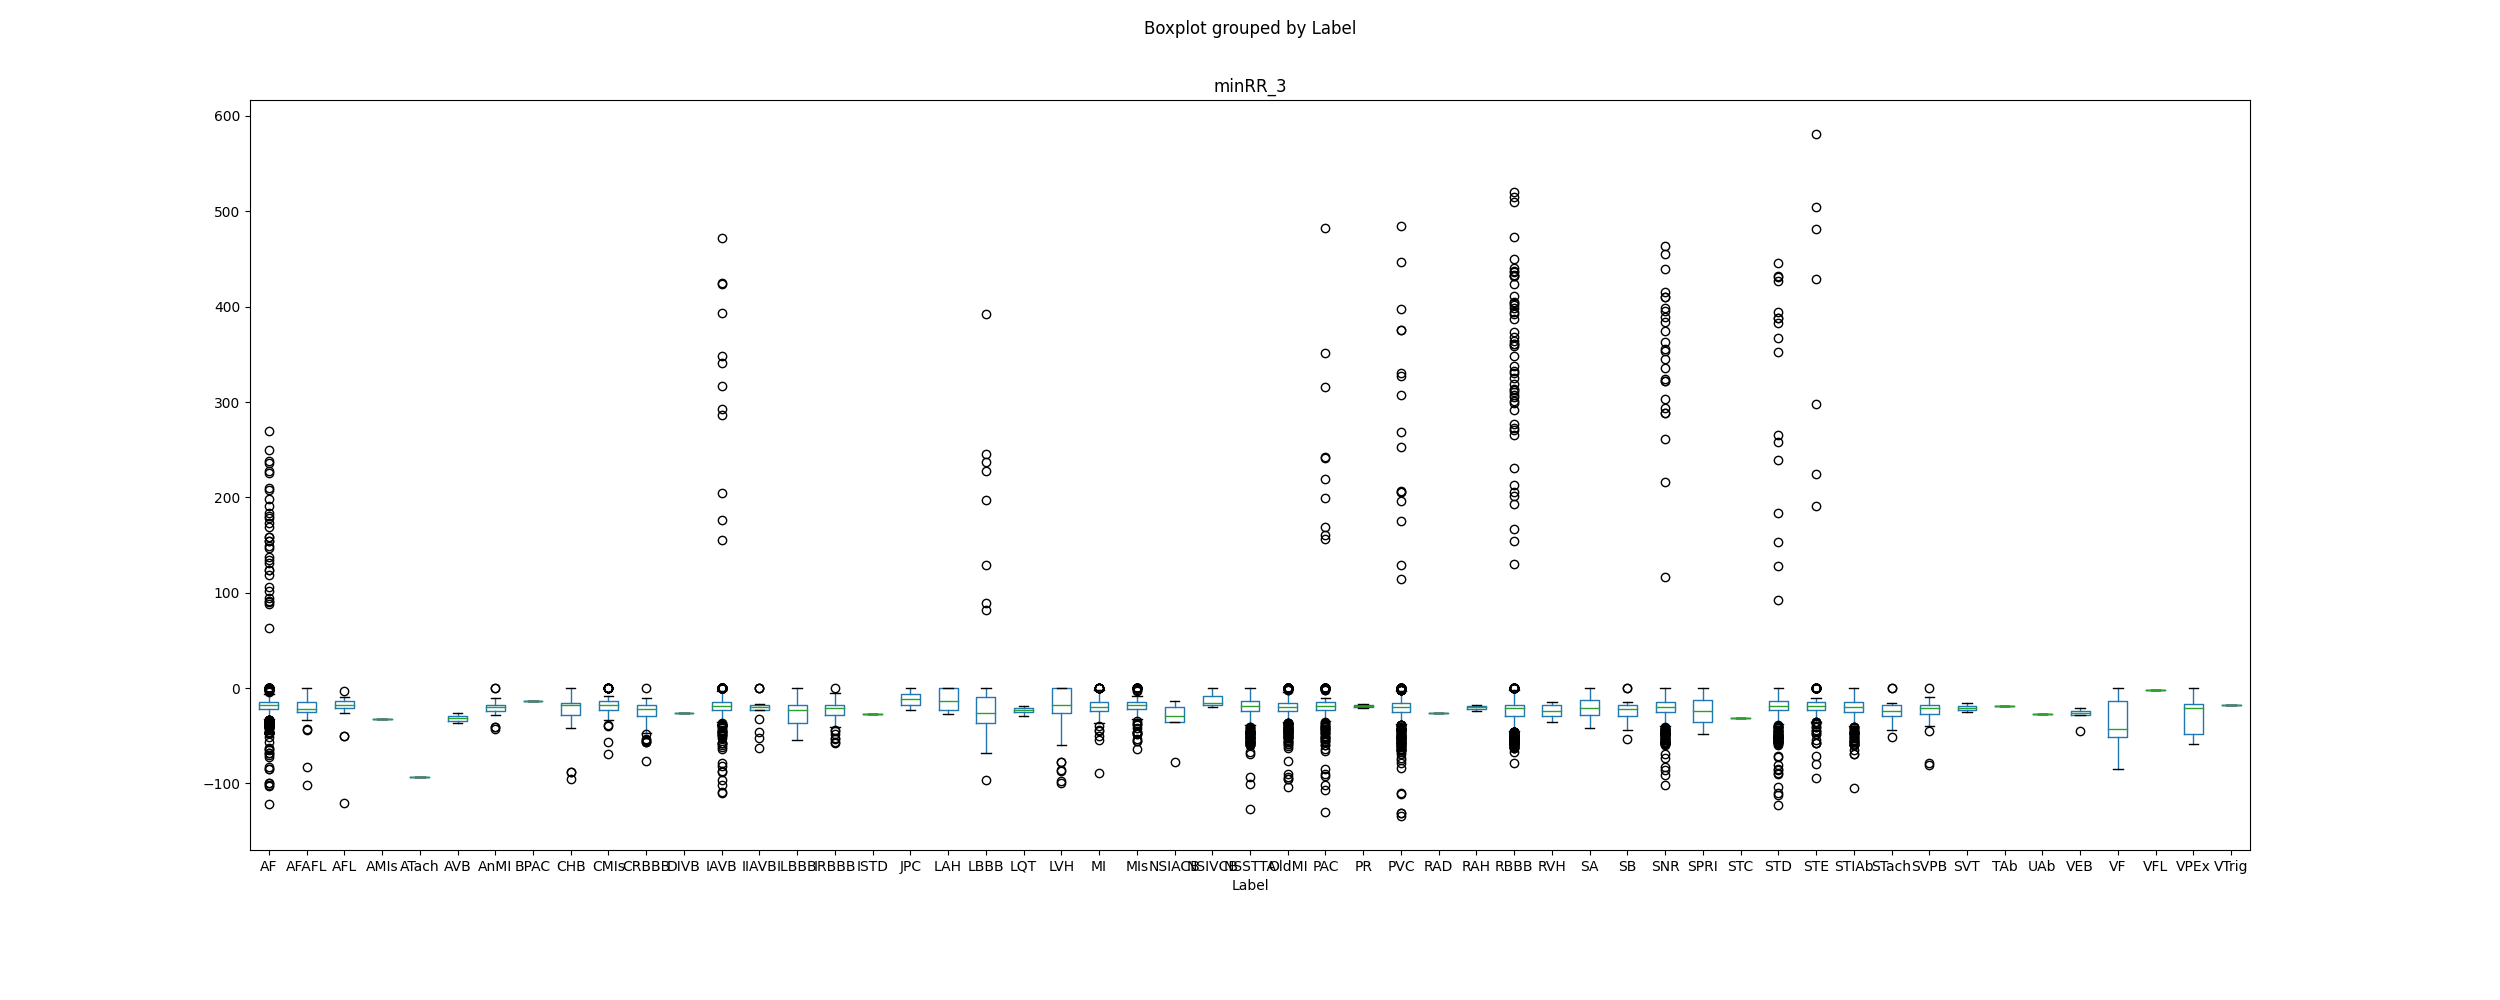 Boxplot grouped by Label
minRR_3
600
500
400
300
200
100
0
−100
AF AFAFL AFL AMIs ATach AVB AnMI BPAC CHB CMIs CRBBB DIVB IAVB IIAVB ILBBB IRBBB ISTD JPC LAH LBBB LQT LVH MI MIs NSIACB NSIVCB NSSTTA OldMI PAC PR PVC RAD RAH RBBB RVH SA SB SNR SPRI STC STD STE STIAb STach SVPB SVT TAb UAb VEB VF VFL VPEx VTrig
Label